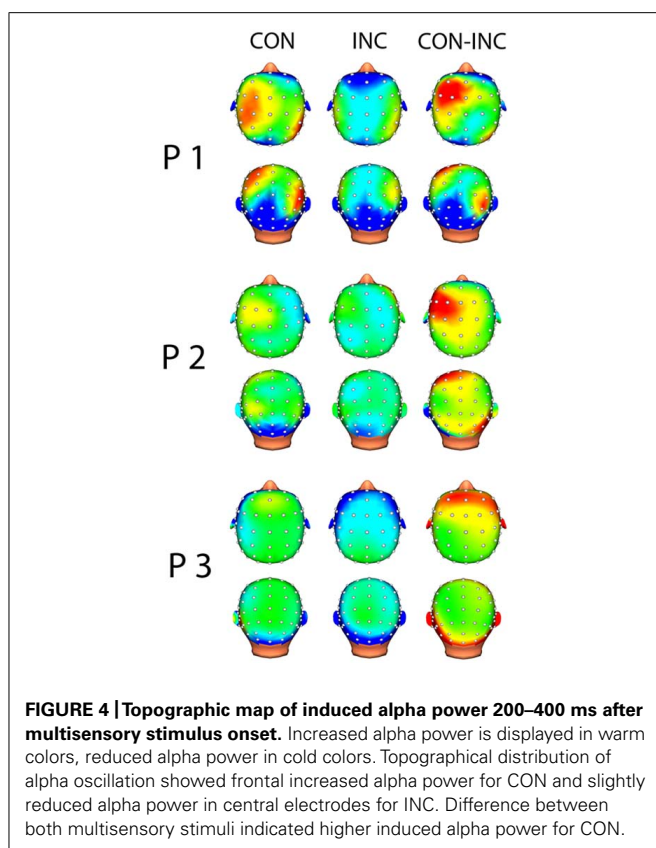 CON INC CON-INC
P 1
P 2
P 3
FIGURE 4 | Topographic map of induced alpha power 200–400 ms after
multisensory stimulus onset. Increased alpha power is displayed in warm
colors, reduced alpha power in cold colors. Topographical distribution of
alpha oscillation showed frontal increased alpha power for CON and slightly
reduced alpha power in central electrodes for INC. Difference between
both multisensory stimuli indicated higher induced alpha power for CON.